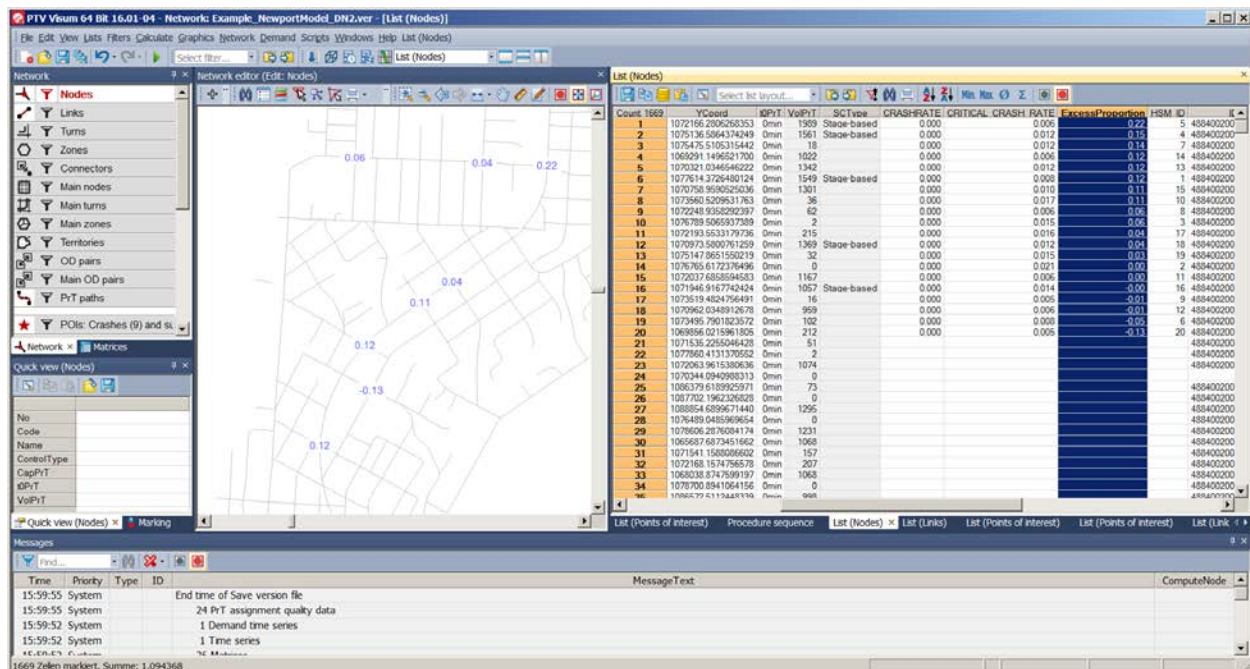 PTV Visum 64 Bit 16.01-04 - Network: Example_NewportModel_DN2.ver - [List (Nodes)]
File Edit View Lists Filters Calculate Graphics Network Demand Scripts Windows Help List (Nodes)
Select filter... List (Nodes)
Network
Nodes
Links
Turns
Zones
Connectors
Main nodes
Main turns
Main zones
Territories
OD pairs
Main OD pairs
PrT paths
POIs: Crashes (9) and su
Network Matrices
Quick view (Nodes)
No
Code
Name
ControlType
CapPrT
t0PrT
VolPrT
Quick view (Nodes) Marking
Network editor (Edit: Nodes)
0.06
0.04
0.22
0.04
0.11
0.12
-0.13
0.12
List (Nodes)
Select list layout... Min Max Ø Σ
Count: 1669 YCoord t0PrT VolPrT SCType CRASHRATE CRITICAL_CRASH_RATE ExcessProportion HSM_ID
1 1072166.2806268353 0min 1989 Stage-based 0.000 0.006 0.22 5 488400200
2 1075136.5864374249 0min 1561 Stage-based 0.000 0.012 0.15 4 488400200
3 1075475.5105315442 0min 18 0.000 0.012 0.14 7 488400200
4 1069291.1496521700 0min 1022 0.000 0.006 0.12 14 488400200
5 1070321.0346546222 0min 1342 0.000 0.012 0.12 13 488400200
6 1077614.3726480124 0min 1549 Stage-based 0.000 0.008 0.12 1 488400200
7 1070758.9590525036 0min 1301 0.000 0.010 0.11 15 488400200
8 1073560.5209531763 0min 36 0.000 0.017 0.11 10 488400200
9 1072248.9358292397 0min 62 0.000 0.006 0.06 8 488400200
10 1076789.5065937389 0min 2 0.000 0.015 0.06 3 488400200
11 1072193.5533179736 0min 215 0.000 0.016 0.04 17 488400200
12 1070973.5800761259 0min 1369 Stage-based 0.000 0.012 0.04 18 488400200
13 1075147.8651550219 0min 32 0.000 0.015 0.03 19 488400200
14 1076765.6172376496 0min 0 0.000 0.021 0.00 2 488400200
15 1072037.6858594583 0min 1167 0.000 0.006 0.00 11 488400200
16 1071946.9167742424 0min 1057 Stage-based 0.000 0.014 -0.00 16 488400200
17 1073519.4824756491 0min 16 0.000 0.005 -0.01 9 488400200
18 1070962.0348912678 0min 959 0.000 0.006 -0.01 12 488400200
19 1073495.7901823572 0min 102 0.000 0.008 -0.05 6 488400200
20 1069856.0215961805 0min 212 0.000 0.005 -0.13 20 488400200
21 1071535.2255046428 0min 51 488400200
22 1077860.4131370552 0min 2 488400200
23 1072063.9615380636 0min 1074 488400200
24 1070344.0940988313 0min 0
25 1086379.6189925971 0min 73 488400200
26 1087702.1962326828 0min 0 488400200
27 1088854.6899671440 0min 1295 488400200
28 1076489.0485969654 0min 0 488400200
29 1078606.2876084174 0min 1231 488400200
30 1065687.6873451662 0min 1068 488400200
31 1071541.1588086602 0min 157 488400200
32 1072168.1574756578 0min 207 488400200
33 1068038.8747599197 0min 1068 488400200
34 1078700.8941064156 0min 0 488400200
List (Points of interest) Procedure sequence List (Nodes) List (Links) List (Points of interest) List (Points of interest) List (Link
Messages
Find...
Time Priority Type ID MessageText ComputeNode
15:59:55 System End time of Save version file
15:59:55 System 24 PrT assignment quality data
15:59:52 System 1 Demand time series
15:59:52 System 1 Time series
1669 Zellen markiert, Summe: 1.094368